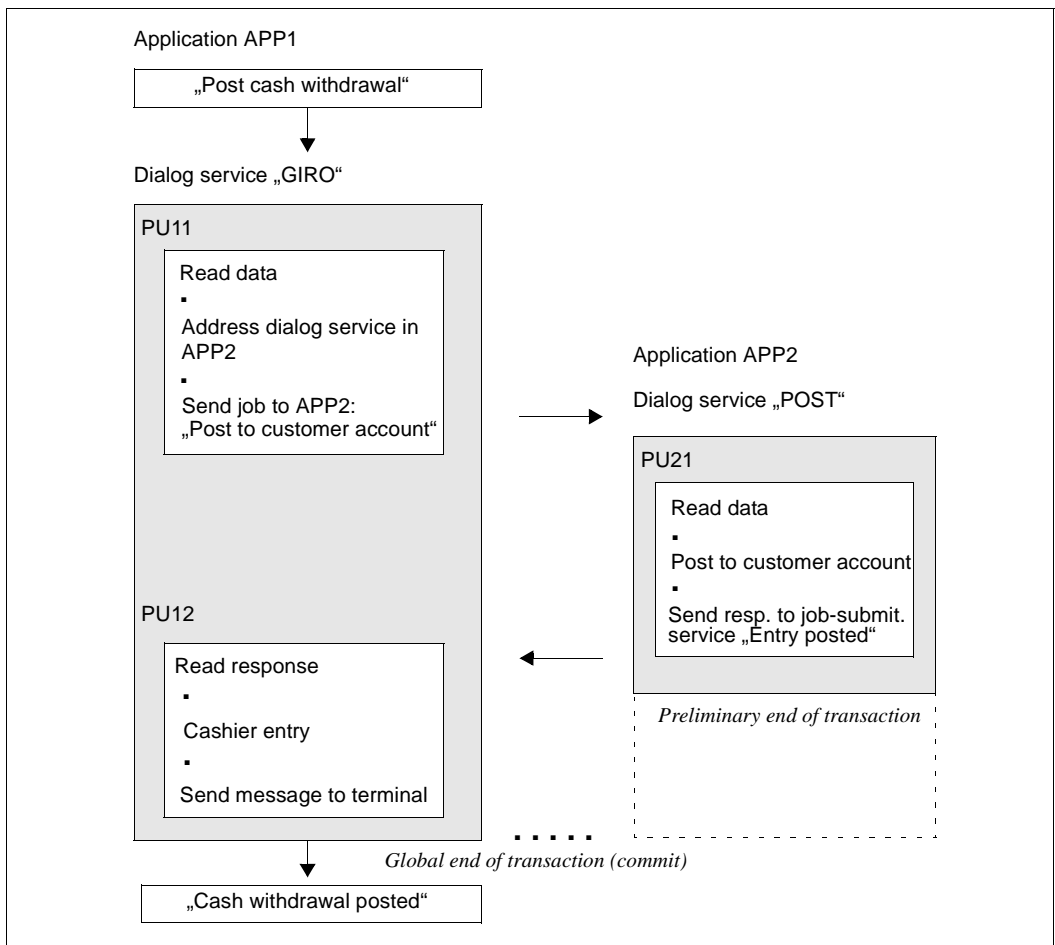 Application APP1
„Post cash withdrawal“
Dialog service „GIRO“
PU11
Read data
Address dialog service in
APP2
Send job to APP2:
„Post to customer account“
Application APP2
Dialog service „POST“
PU21
Read data
Post to customer account
Send resp. to job-submit.
service „Entry posted“
Preliminary end of transaction
PU12
Read response
Cashier entry
Send message to terminal
Global end of transaction (commit)
„Cash withdrawal posted“